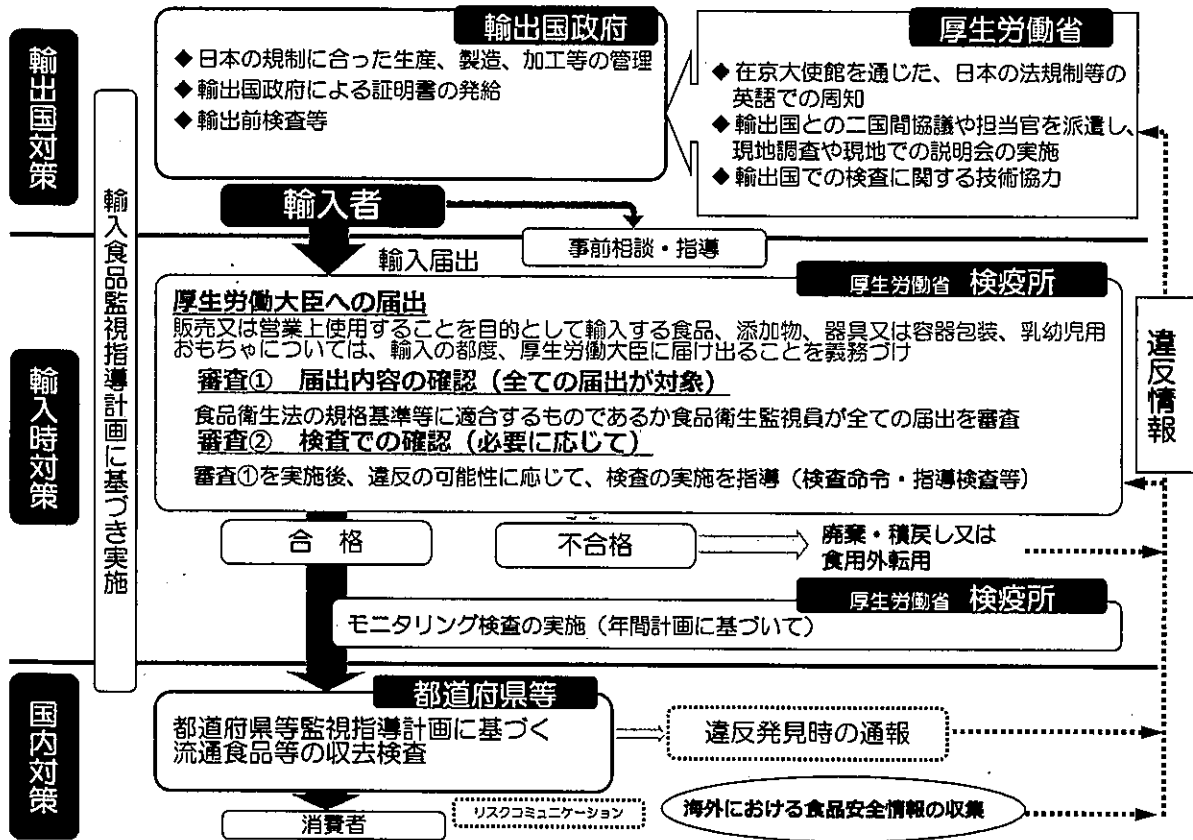 輸出国対策
輸出国政府
◆日本の規制に合った生産、製造、加工等の管理
◆輸出国政府による証明書の発給
◆輸出前検査等
厚生労働省
◆在京大使館を通じた、日本の法規制等の
英語での周知
◆輸出国との二国間協議や担当官を派遣し、
現地調査や現地での説明会の実施
◆輸出国での検査に関する技術協力
輸入食品監視指導計画に基づき実施
輸入者
事前相談・指導
輸入届出
輸入時対策
厚生労働省 検疫所
厚生労働大臣への届出
販売又は営業上使用することを目的として輸入する食品、添加物、器具又は容器包装、乳幼児用
おもちゃについては、輸入の都度、厚生労働大臣に届け出ることを義務づけ
審査① 届出内容の確認（全ての届出が対象）
食品衛生法の規格基準等に適合するものであるか食品衛生監視員が全ての届出を審査
審査② 検査での確認（必要に応じて）
審査①を実施後、違反の可能性に応じて、検査の実施を指導（検査命令・指導検査等）
違反情報
合 格
不合格
廃棄・積戻し又は
食用外転用
厚生労働省 検疫所
モニタリング検査の実施（年間計画に基づいて）
国内対策
都道府県等
都道府県等監視指導計画に基づく
流通食品等の収去検査
違反発見時の通報
消費者
リスクコミュニケーション
海外における食品安全情報の収集